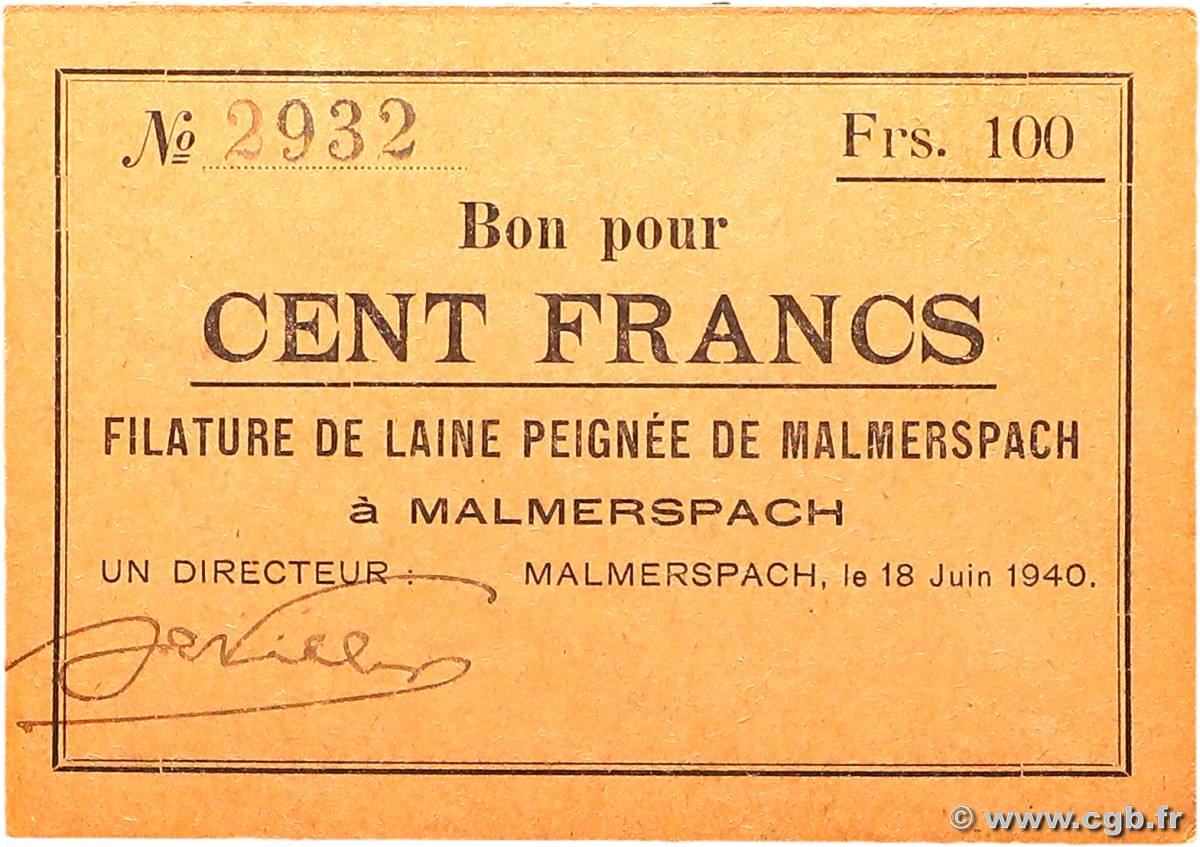 № 2932
Frs. 100
Bon pour
CENT FRANCS
FILATURE DE LAINE PEIGNÉE DE MALMERSPACH
à MALMERSPACH
UN DIRECTEUR : MALMERSPACH, le 18 Juin 1940.
© www.cgb.fr